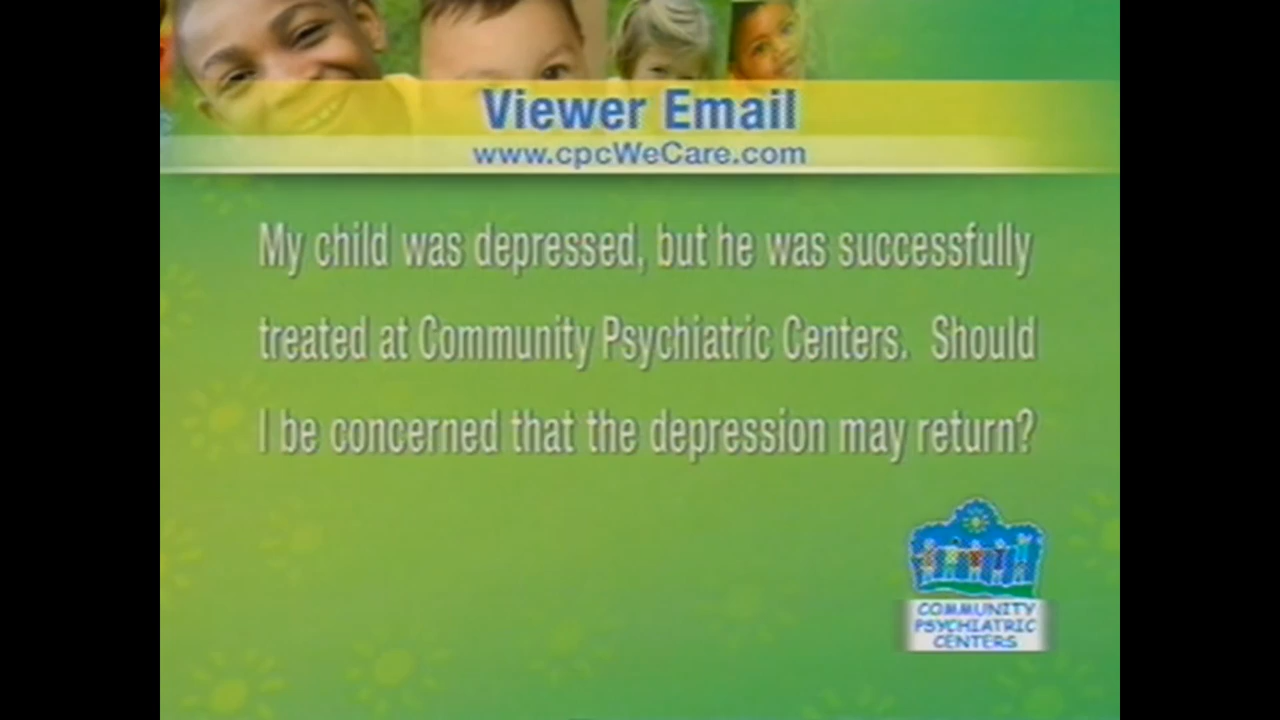 Viewer Email
www.cpcWeCare.com
My child was depressed, but he was successfully
treated at Community Psychiatric Centers.  Should
I be concerned that the depression may return?
COMMUNITY
PSYCHIATRIC
CENTERS